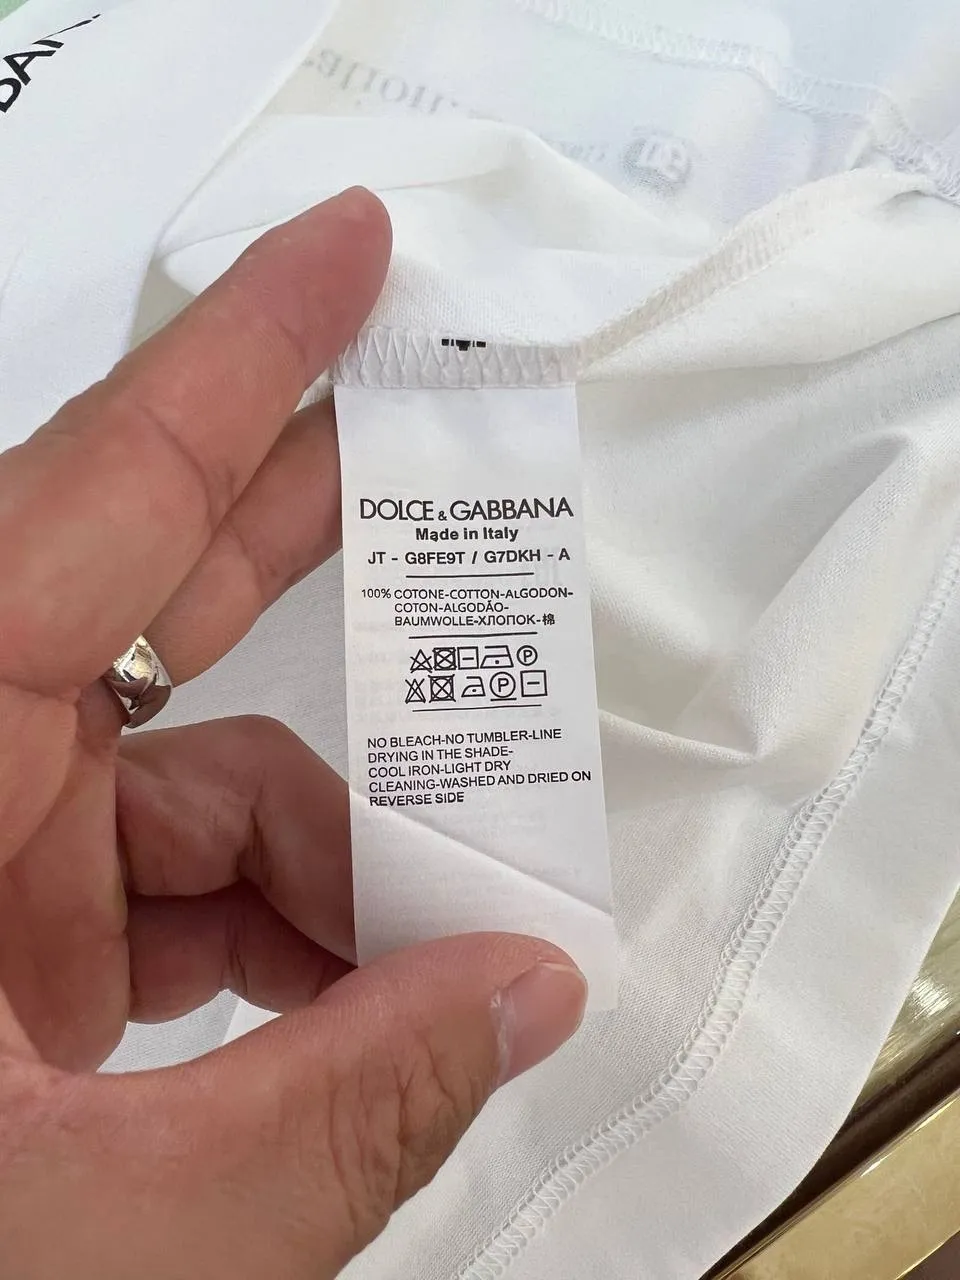 DOLCE & GABBANA
Made in Italy
JT - G8FE9T / G7DKH - A
100% COTONE-COTTON-ALGODON-
COTON-ALGODÃO-
BAUMWOLLE-ХЛОПОК-棉
P
P
NO BLEACH-NO TUMBLER-LINE
DRYING IN THE SHADE-
COOL IRON-LIGHT DRY
CLEANING-WASHED AND DRIED ON
REVERSE SIDE